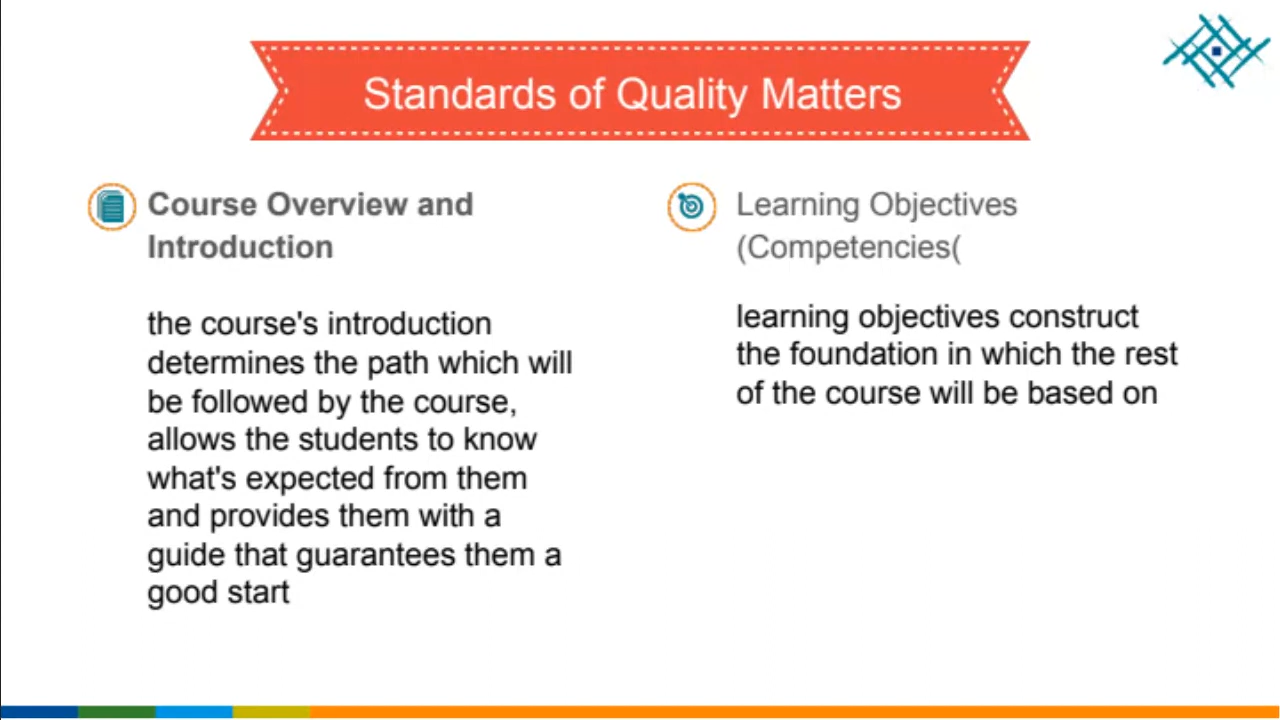 Standards of Quality Matters
Course Overview and
Introduction
the course's introduction
determines the path which will
be followed by the course,
allows the students to know
what's expected from them
and provides them with a
guide that guarantees them a
good start
Learning Objectives
(Competencies(
learning objectives construct
the foundation in which the rest
of the course will be based on